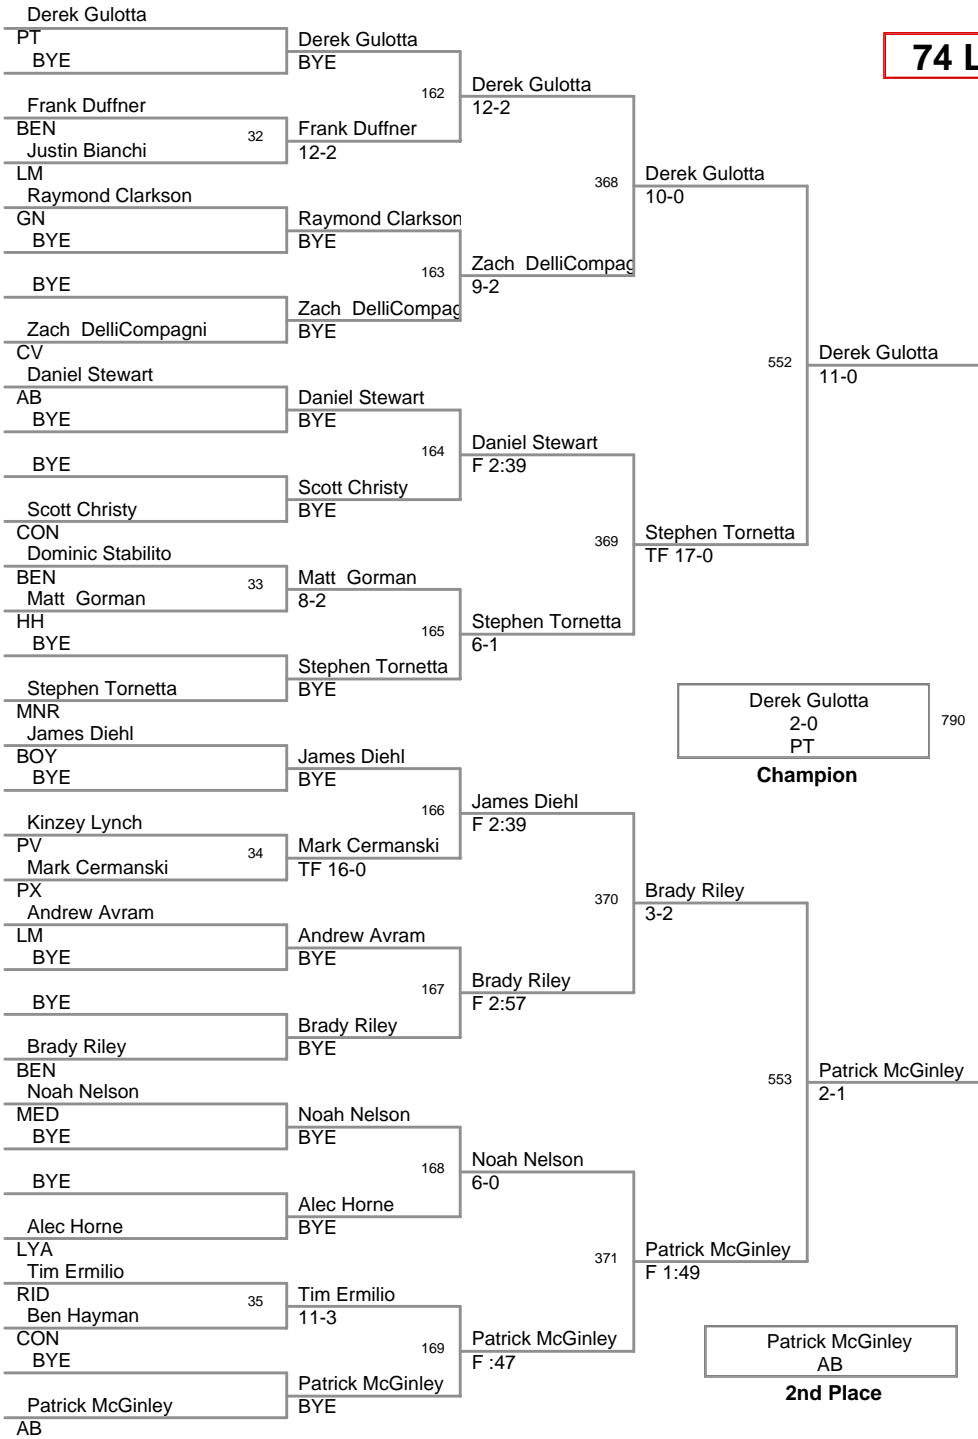 Derek Gulotta
PT
BYE
Frank Duffner
BEN
Justin Bianchi
LM
Raymond Clarkson
GN
BYE
BYE
Zach DelliCompagni
CV
Daniel Stewart
AB
BYE
BYE
Scott Christy
CON
Dominic Stabilito
BEN
Matt Gorman
HH
BYE
Stephen Tornetta
MNR
James Diehl
BOY
BYE
Kinzey Lynch
PV
Mark Cermanski
PX
Andrew Avram
LM
BYE
BYE
Brady Riley
BEN
Noah Nelson
MED
BYE
BYE
Alec Horne
LYA
Tim Ermilio
RID
Ben Hayman
CON
BYE
Patrick McGinley
AB
Derek Gulotta
BYE
32
Frank Duffner
12-2
Raymond Clarkson
BYE
Zach DelliCompag
BYE
Daniel Stewart
BYE
Scott Christy
BYE
33
Matt Gorman
8-2
Stephen Tornetta
BYE
James Diehl
BYE
34
Mark Cermanski
TF 16-0
Andrew Avram
BYE
Brady Riley
BYE
Noah Nelson
BYE
Alec Horne
BYE
35
Tim Ermilio
11-3
Patrick McGinley
BYE
162
Derek Gulotta
12-2
163
Zach DelliCompag
9-2
164
Daniel Stewart
F 2:39
165
Stephen Tornetta
6-1
166
James Diehl
F 2:39
167
Brady Riley
F 2:57
168
Noah Nelson
6-0
169
Patrick McGinley
F :47
368
Derek Gulotta
10-0
369
Stephen Tornetta
TF 17-0
370
Brady Riley
3-2
371
Patrick McGinley
F 1:49
552
Derek Gulotta
11-0
553
Patrick McGinley
2-1
74 L
Derek Gulotta
2-0
PT
790
Champion
Patrick McGinley
AB
2nd Place